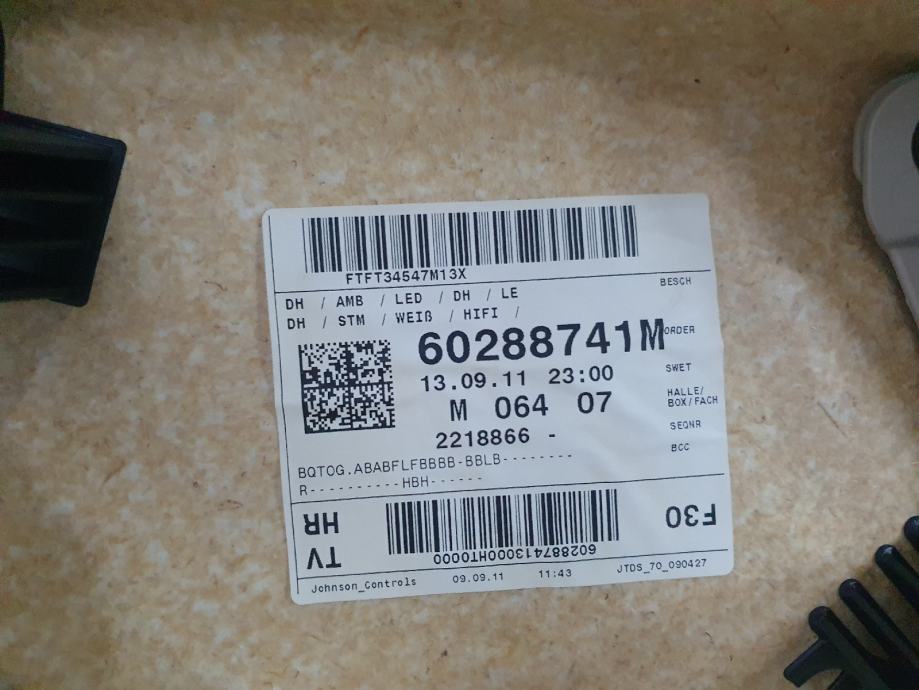 FTFT34547M13X
DH / AMB / LED / DH / LE
DH / STM / WEIß / HIFI /
BESCH
60288741M
ORDER
13.09.11 23:00
SWET
M 064 07
HALLE/
BOX/FACH
2218866 -
SEQNR
BCC
BQTOG.ABABFLFBBBB-BBLB--------
R----------HBH------
TV HR
6028874130000HT0000
F30
Johnson_Controls 09.09.11 11:43 JTDS_70_090427